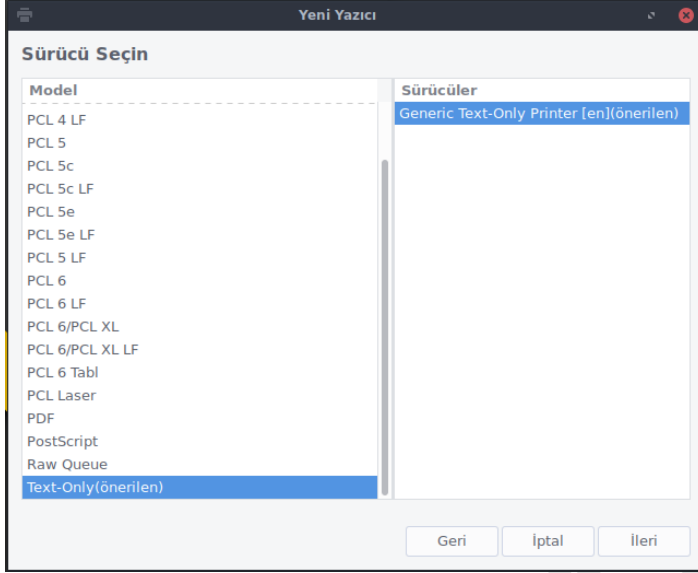 Yeni Yazıcı
Sürücü Seçin
Model
PCL 4 LF
PCL 5
PCL 5c
PCL 5c LF
PCL 5e
PCL 5e LF
PCL 5 LF
PCL 6
PCL 6 LF
PCL 6/PCL XL
PCL 6/PCL XL LF
PCL 6 Tabl
PCL Laser
PDF
PostScript
Raw Queue
Text-Only(önerilen)
Sürücüler
Generic Text-Only Printer [en](önerilen)
Geri
İptal
İleri